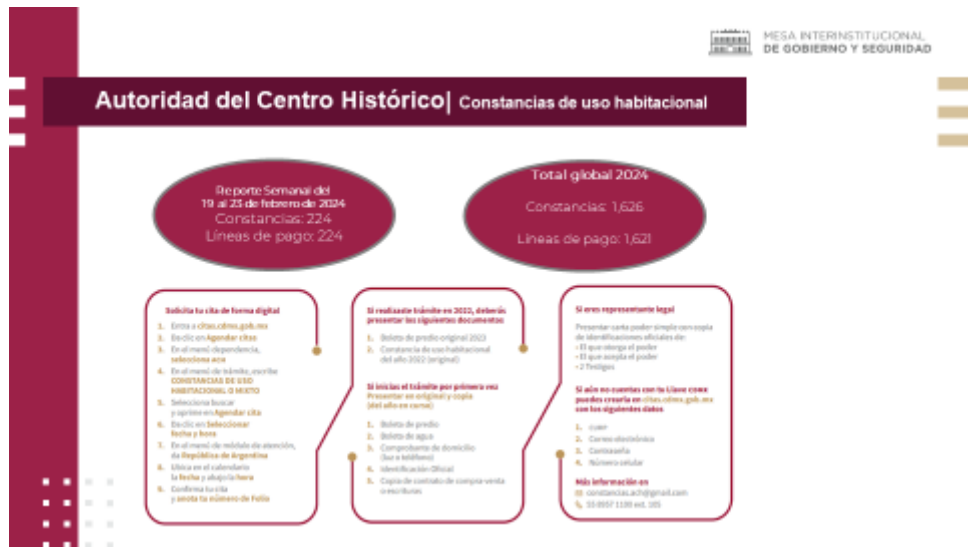 MESA INTERINSTITUCIONAL
DE GOBIERNO Y SEGURIDAD
Autoridad del Centro Histórico| Constancias de uso habitacional
Reporte Semanal del
19 al 23 de febrero de 2024
Constancias: 224
Líneas de pago: 224
Total global 2024
Constancias: 1,626
Líneas de pago: 1,621
Solicita tu cita de forma digital
1. Entra a citas.cdmx.gob.mx
2. Da clic en Agendar citas
3. En el menú dependencia,
selecciona ACH
4. En el menú de trámite, escribe
CONSTANCIAS DE USO
HABITACIONAL O MIXTO
5. Selecciona buscar
y oprime en Agendar cita
6. Da clic en Seleccionar
fecha y hora
7. En el menú de módulo de atención,
da República de Argentina
8. Ubica en el calendario
la fecha y abajo la hora
9. Confirma tu cita
y anota tu número de Folio
Si realizaste trámite en 2022, deberás
presentar los siguientes documentos
1. Boleta de predio original 2023
2. Constancia de uso habitacional
del año 2022 (original)
Si inicias el trámite por primera vez
Presentar en original y copia
(del año en curso)
1. Boleta de predio
2. Boleta de agua
3. Comprobante de domicilio
(luz o teléfono)
4. Identificación Oficial
5. Copia de contrato de compra-venta
o escrituras
Si eres representante legal
Presentar carta poder simple con copia
de identificaciones oficiales de:
• El que otorga el poder
• El que acepta el poder
• 2 Testigos
Si aún no cuentas con tu Llave CDMX
puedes crearla en citas.cdmx.gob.mx
con los siguientes datos
1. CURP
2. Correo electrónico
3. Contraseña
4. Número celular
Más información en
constancias.ach@gmail.com
55 8957 1100 ext. 105